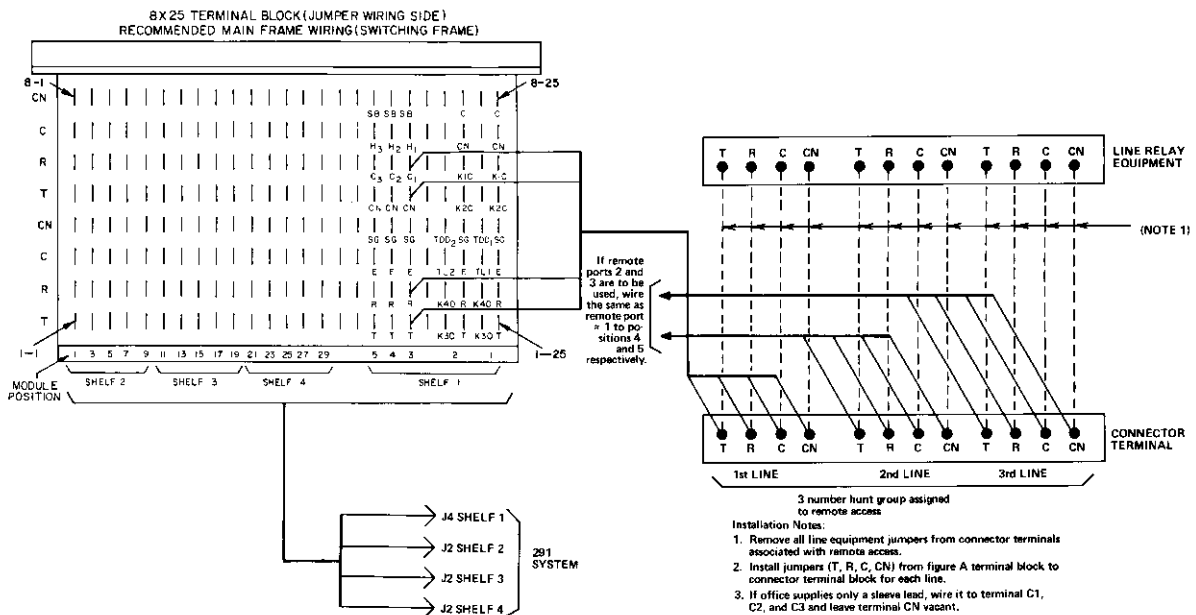 8X25 TERMINAL BLOCK (JUMPER WIRING SIDE)
RECOMMENDED MAIN FRAME WIRING (SWITCHING FRAME)
8-1
8-25
CN
C
R
T
CN
C
R
T
SB SB SB C C
H3 H2 H1 CN CN
C3 C2 C1 K1C K1C
CN CN CN K2C K2C
SG SG SG TDD2 SG TDD1 SG
E E E TL2 E TL1 E
R R R K4D R K4D R
T T T K3C T K3C T
1-1
1-25
1 3 5 7 9 11 13 15 17 19 21 23 25 27 29 5 4 3 2 1
MODULE
POSITION
SHELF 2 SHELF 3 SHELF 4 SHELF 1
J4 SHELF 1
J2 SHELF 2
J2 SHELF 3
J2 SHELF 4
291
SYSTEM
If remote
ports 2 and
3 are to be
used, wire
the same as
remote port
# 1 to po-
sitions 4
and 5
respectively.
T R C CN T R C CN T R C CN
LINE RELAY
EQUIPMENT
(NOTE 1)
T R C CN T R C CN T R C CN
CONNECTOR
TERMINAL
1st LINE 2nd LINE 3rd LINE
3 number hunt group assigned
to remote access
Installation Notes:
1. Remove all line equipment jumpers from connector terminals
associated with remote access.
2. Install jumpers (T, R, C, CN) from figure A terminal block to
connector terminal block for each line.
3. If office supplies only a sleeve lead, wire it to terminal C1,
C2, and C3 and leave terminal CN vacant.